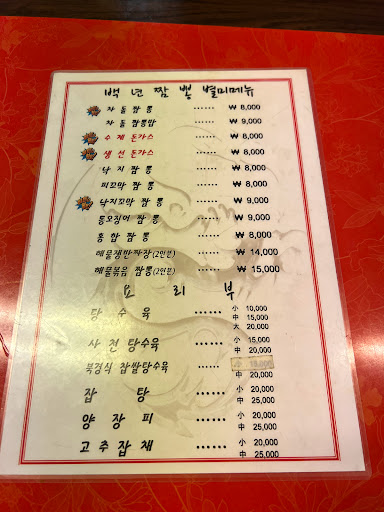 백년짬뽕 별미메뉴
차돌짬뽕 ...... ₩ 8,000
차돌짬뽕밥 ...... ₩ 9,000
수제돈가스 ...... ₩ 8,000
생선돈가스 ...... ₩ 8,000
낙지짬뽕 ...... ₩ 9,000
피꼬막짬뽕 ...... ₩ 8,000
낙지꼬막짬뽕 ...... ₩ 9,000
통오징어짬뽕 ...... ₩ 9,000
홍합짬뽕 ...... ₩ 8,000
해물쟁반짜장(2인분) ...... ₩ 14,000
해물볶음짬뽕(2인분) ...... ₩ 15,000
요리부
탕수육 ...... 小 10,000
中 15,000
大 20,000
사천탕수육 ...... 小 15,000
中 20,000
북경식 찹쌀탕수육 ...... 小
中 20,000
잡탕 ...... 小 20,000
中 25,000
양장피 ...... 小 20,000
中 25,000
고추잡채 ...... 小 20,000
中 25,000